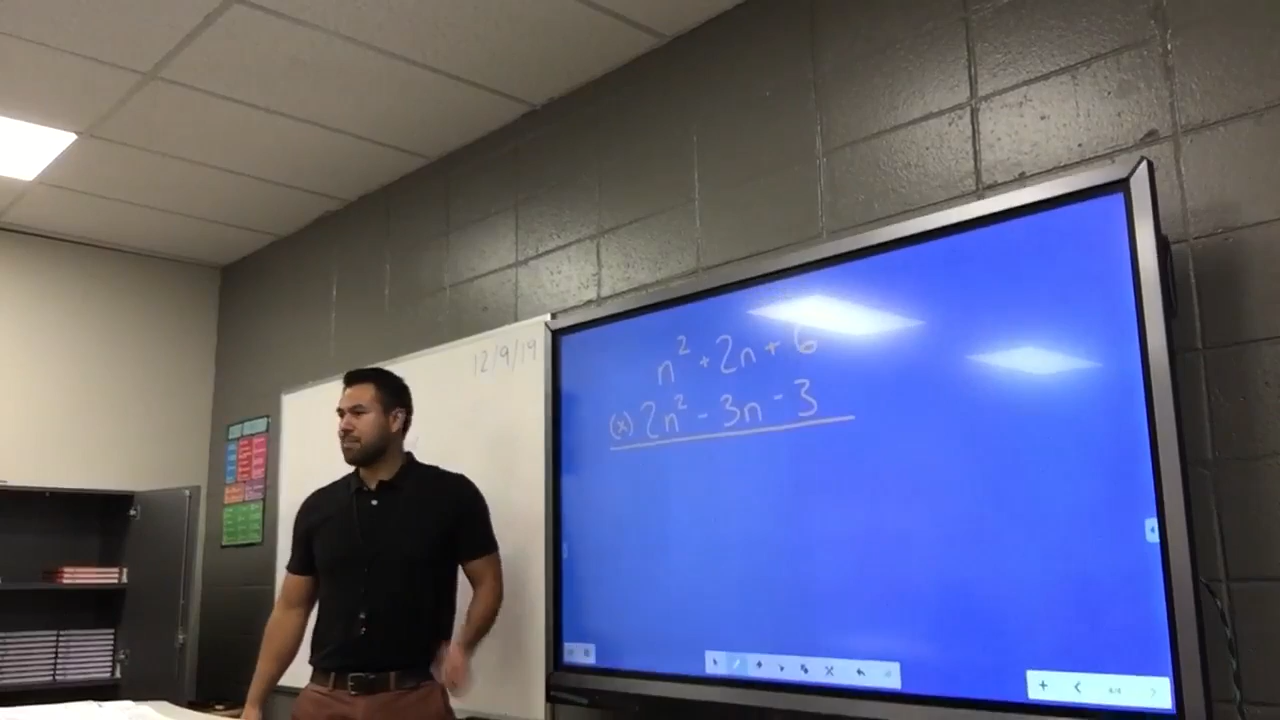 12/9/19
n² + 2n + 6
(x) 2n² - 3n - 3